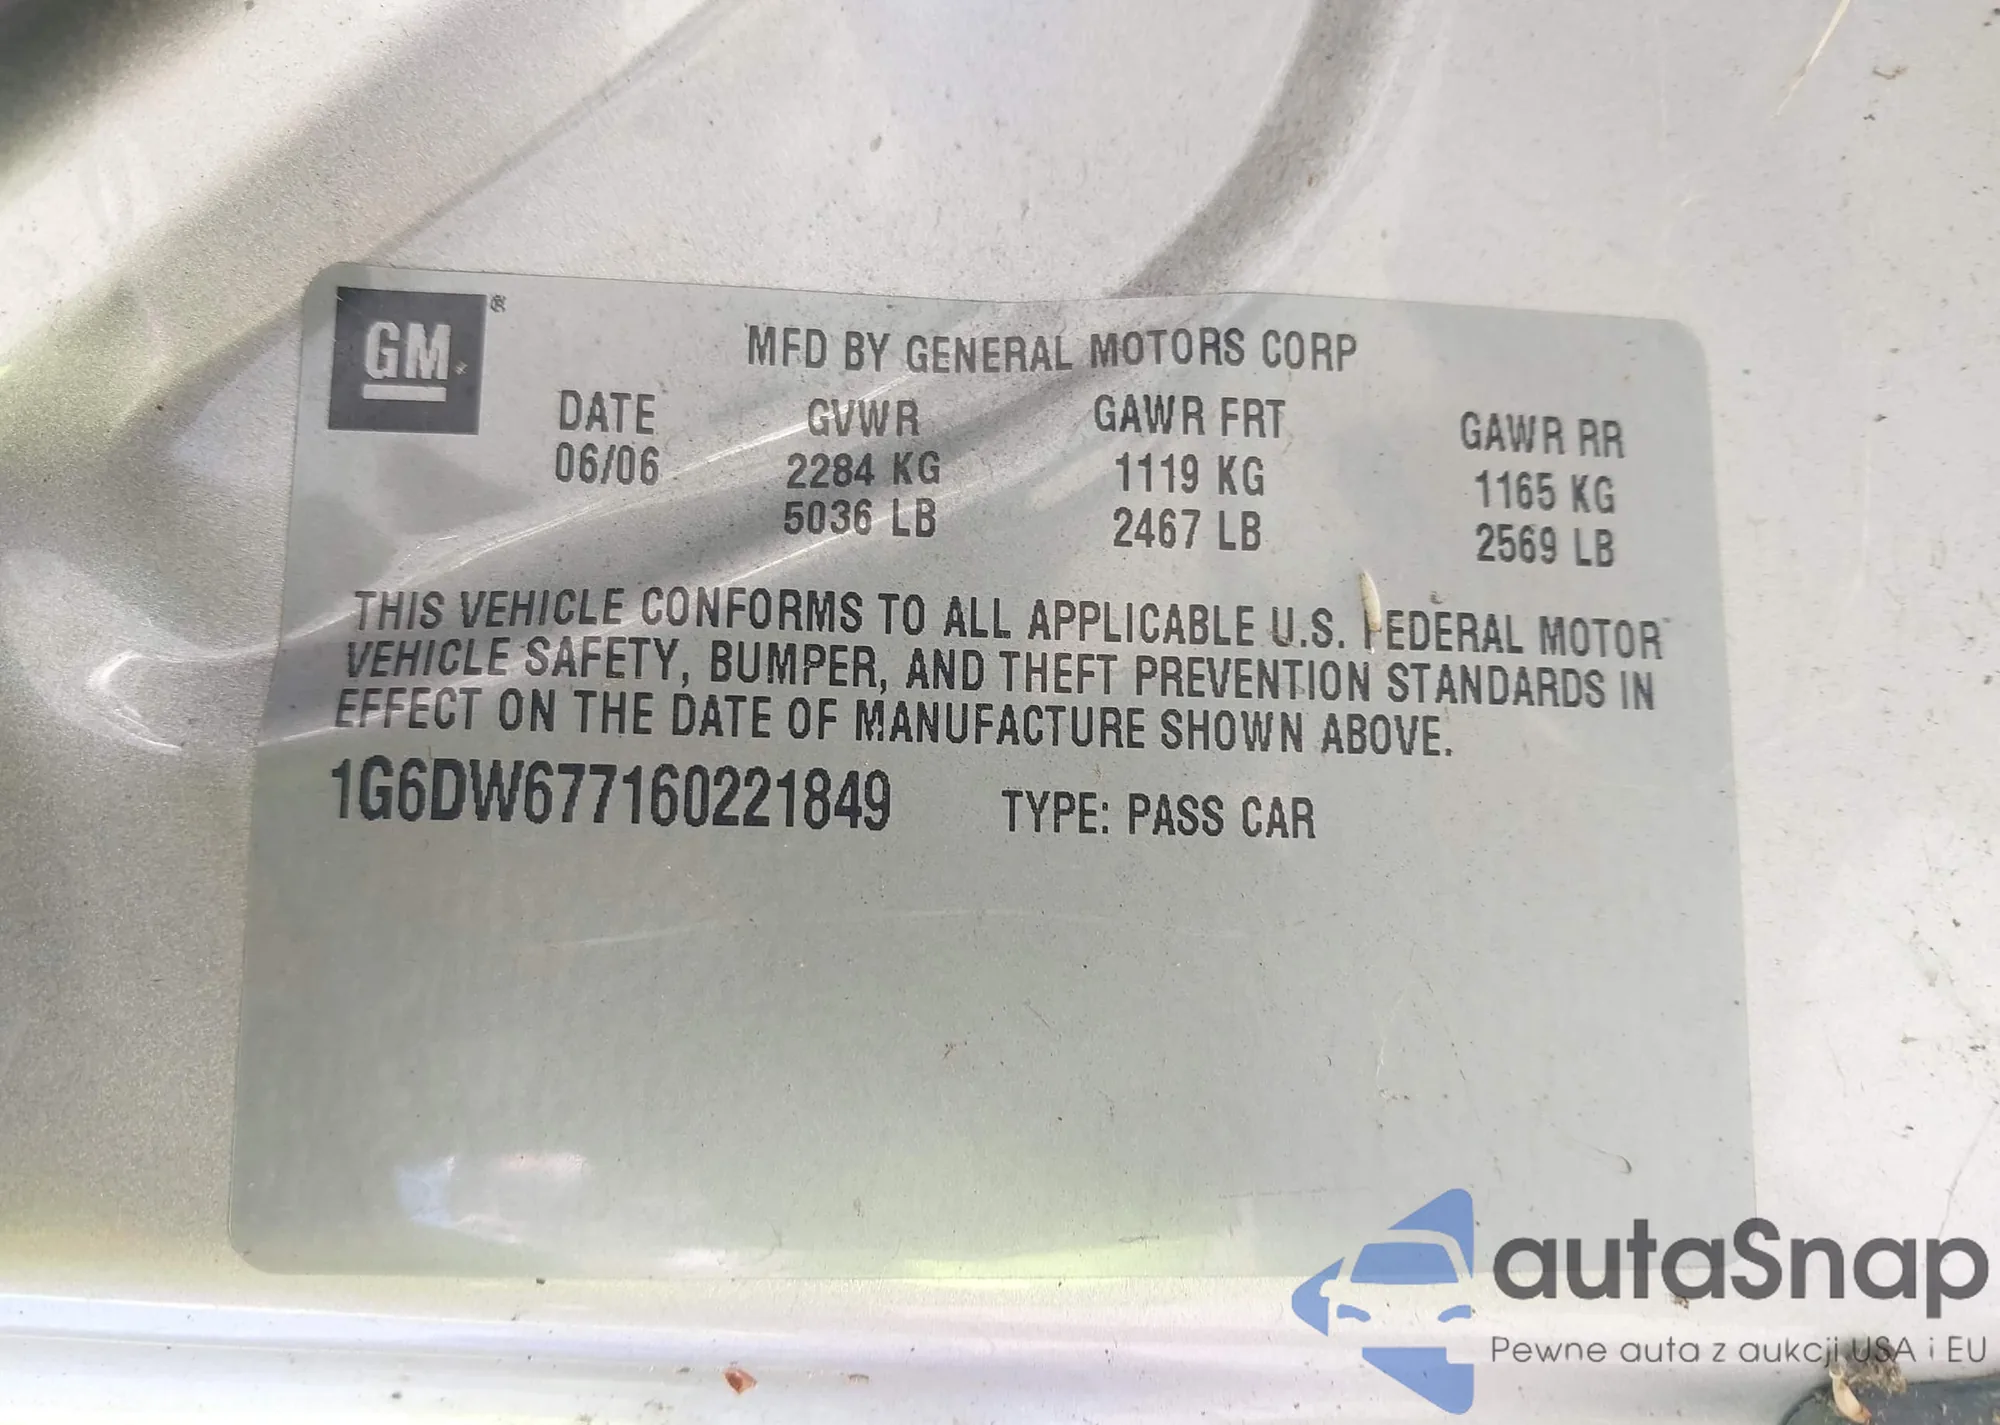 GM
MFD BY GENERAL MOTORS CORP
DATE GVWR GAWR FRT GAWR RR
06/06 2284 KG 1119 KG 1165 KG
5036 LB 2467 LB 2569 LB
THIS VEHICLE CONFORMS TO ALL APPLICABLE U.S. FEDERAL MOTOR
VEHICLE SAFETY, BUMPER, AND THEFT PREVENTION STANDARDS IN
EFFECT ON THE DATE OF MANUFACTURE SHOWN ABOVE.
1G6DW677160221849 TYPE: PASS CAR
autaSnap
Pewne auta z aukcji USA i EU